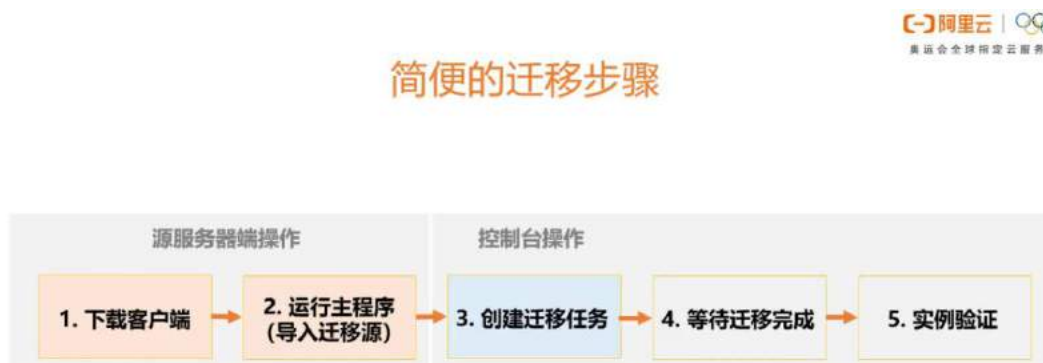 阿里云
奥运会全球指定云服务
简便的迁移步骤
源服务器端操作
控制台操作
1. 下载客户端
2. 运行主程序
(导入迁移源)
3. 创建迁移任务
4. 等待迁移完成
5. 实例验证